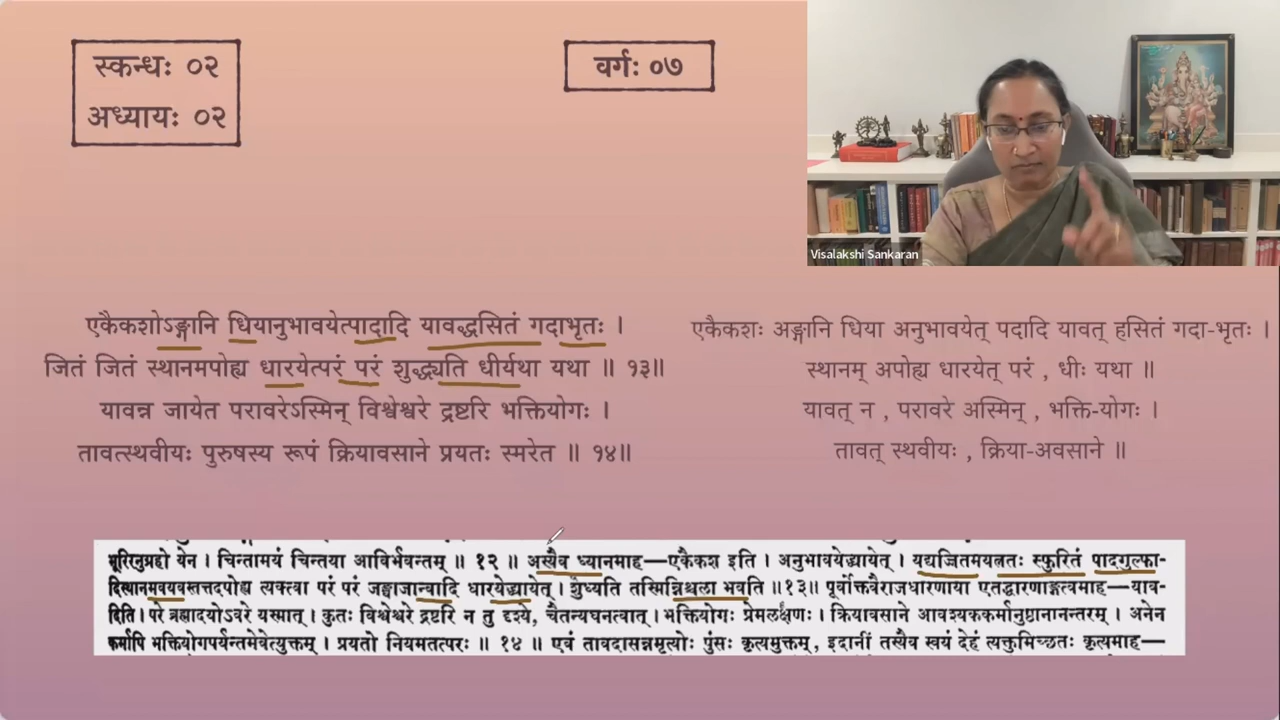 स्कन्धः ०२
अध्यायः ०२
वर्गः ०७
Visalakshi Sankaran
एकैकशोऽङ्गानि धियानुभावयेत्पादादि यावद्धसितं गदाभृतः ।
जितं जितं स्थानमपोह्य धारयेत्परं परं शुद्ध्यति धीर्यथा यथा ॥ १३॥
यावन्न जायेत परावरेऽस्मिन् विश्वेश्वरे द्रष्टरि भक्तियोगः ।
तावत्स्थवीयः पुरुषस्य रूपं क्रियावसाने प्रयतः स्मरेत ॥ १४॥
एकैकशः अङ्गानि धिया अनुभावयेत् पदादि यावत् हसितं गदा-भृतः ।
स्थानम् अपोह्य धारयेत् परं , धीः यथा ॥
यावत् न , परावरे अस्मिन् , भक्ति-योगः ।
तावत् स्थवीयः , क्रिया-अवसाने ॥
भूरिरनुग्रहो येन । चिन्तामयं चिन्तया आविर्भवन्तम् ॥ १२ ॥ अस्यैव ध्यानमाह—एकैकश इति । अनुभावयेद्ध्यायेत् । यद्यज्जितमयत्नतः स्फुरितं पादगुल्फा-
दिस्थानमवयवस्तत्तदपोह्य त्यक्त्वा परं परं जङ्घाजान्वादि धारयेद्ध्यायेत् । शुध्यति तस्मिन्निश्चला भवति ॥१३॥ पूर्वोक्तवैराजधारणाया एतद्धारणाङ्गत्वमाह—याव-
दिति । परे ब्रह्मादयोऽवरे यस्मात् । कुतः विश्वेश्वरे द्रष्टरि न तु दृश्ये, चैतन्यघनत्वात् । भक्तियोगः प्रेमलक्षणः । क्रियावसाने आवश्यककर्मानुष्ठानानन्तरम् । अनेन
कर्मापि भक्तियोगपर्यन्तमेवेत्युक्तम् । प्रयतो नियमतत्परः ॥ १४ ॥ एवं तावदासन्नमृत्योः पुंसः कृत्यमुक्तम्, इदानीं तस्यैव स्वयं देहं त्यक्तुमिच्छतः कृत्यमाह—